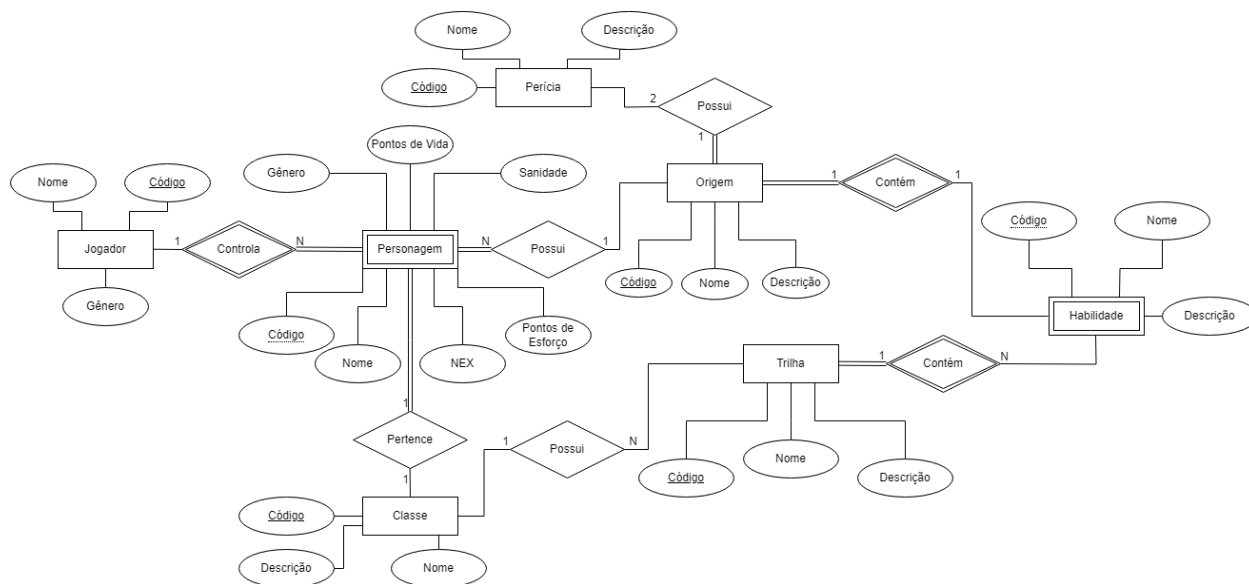 Nome
Descrição
Código
Perícia
2
Possui
1
Pontos de Vida
Gênero
Sanidade
Origem
1
Contém
1
Nome
Código
Código
Nome
Jogador
1
Controla
N
Personagem
N
Possui
1
Código
Nome
Descrição
Gênero
Habilidade
Descrição
Código
Nome
NEX
Pontos de
Esforço
Trilha
1
Contém
N
1
Pertence
1
1
Possui
N
Código
Nome
Descrição
Código
Classe
Descrição
Nome